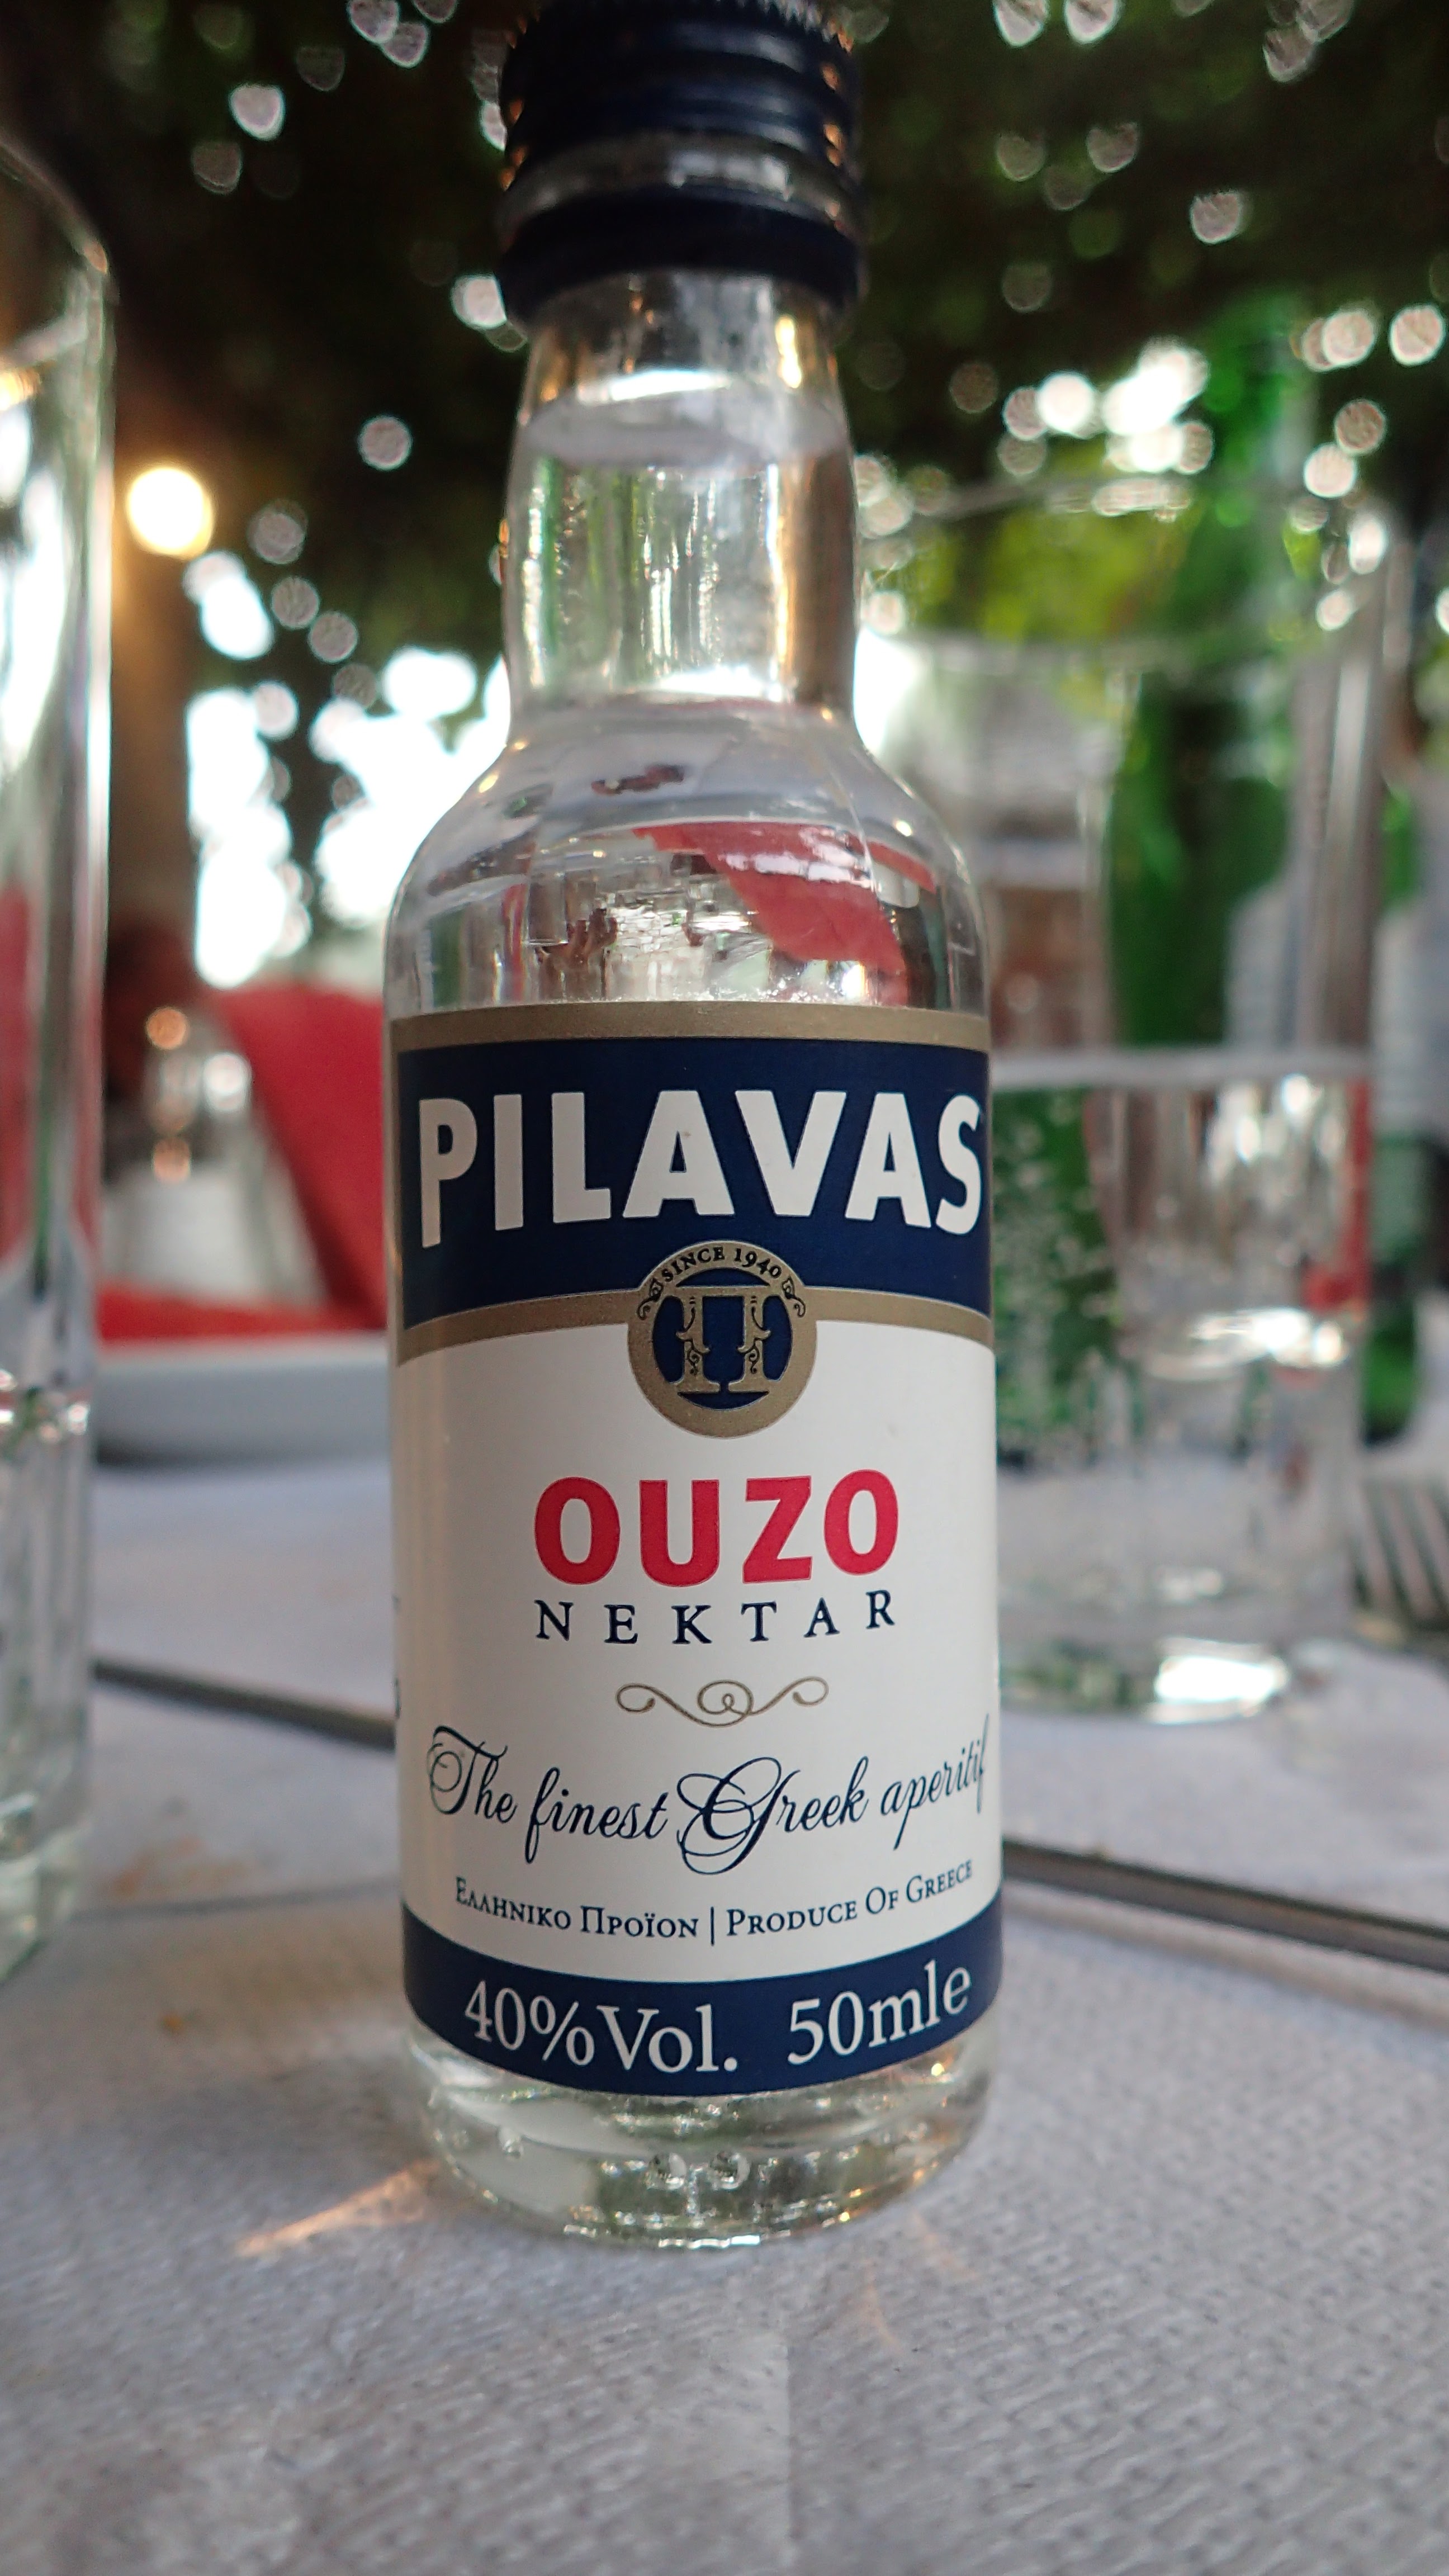 PILAVAS
SINCE 1940
Π
OUZO
NEKTAR
The finest Greek aperitif
ΕΛΛΗΝΙΚΟ ΠΡΟΪΟΝ | PRODUCE OF GREECE
40%Vol. 50mle